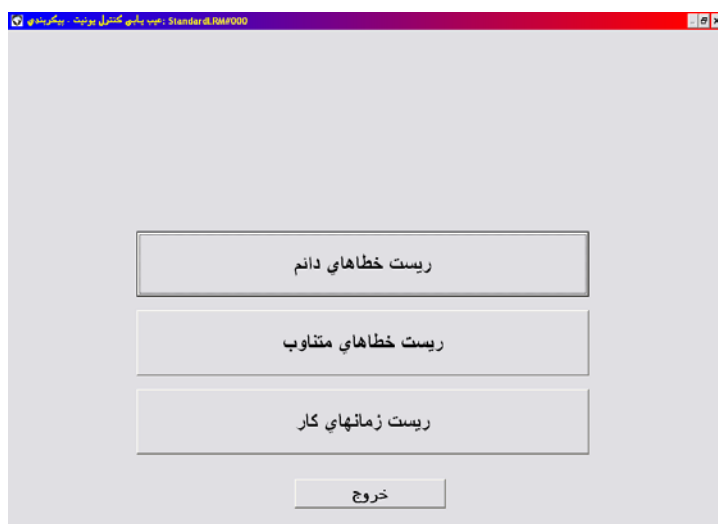 عيب يابي كنترل يونيت - پيكربندي :StandardLRM#000
ريست خطاهاي دائم
ريست خطاهاي متناوب
ريست زمانهاي كار
خروج